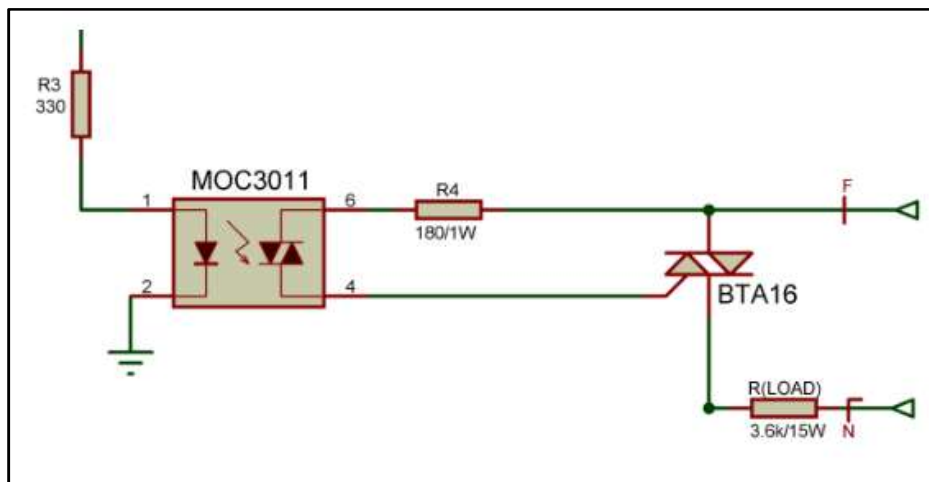 R3
330
MOC3011
1
6
R4
180/1W
F
2
4
BTA16
R(LOAD)
3.6k/15W
N